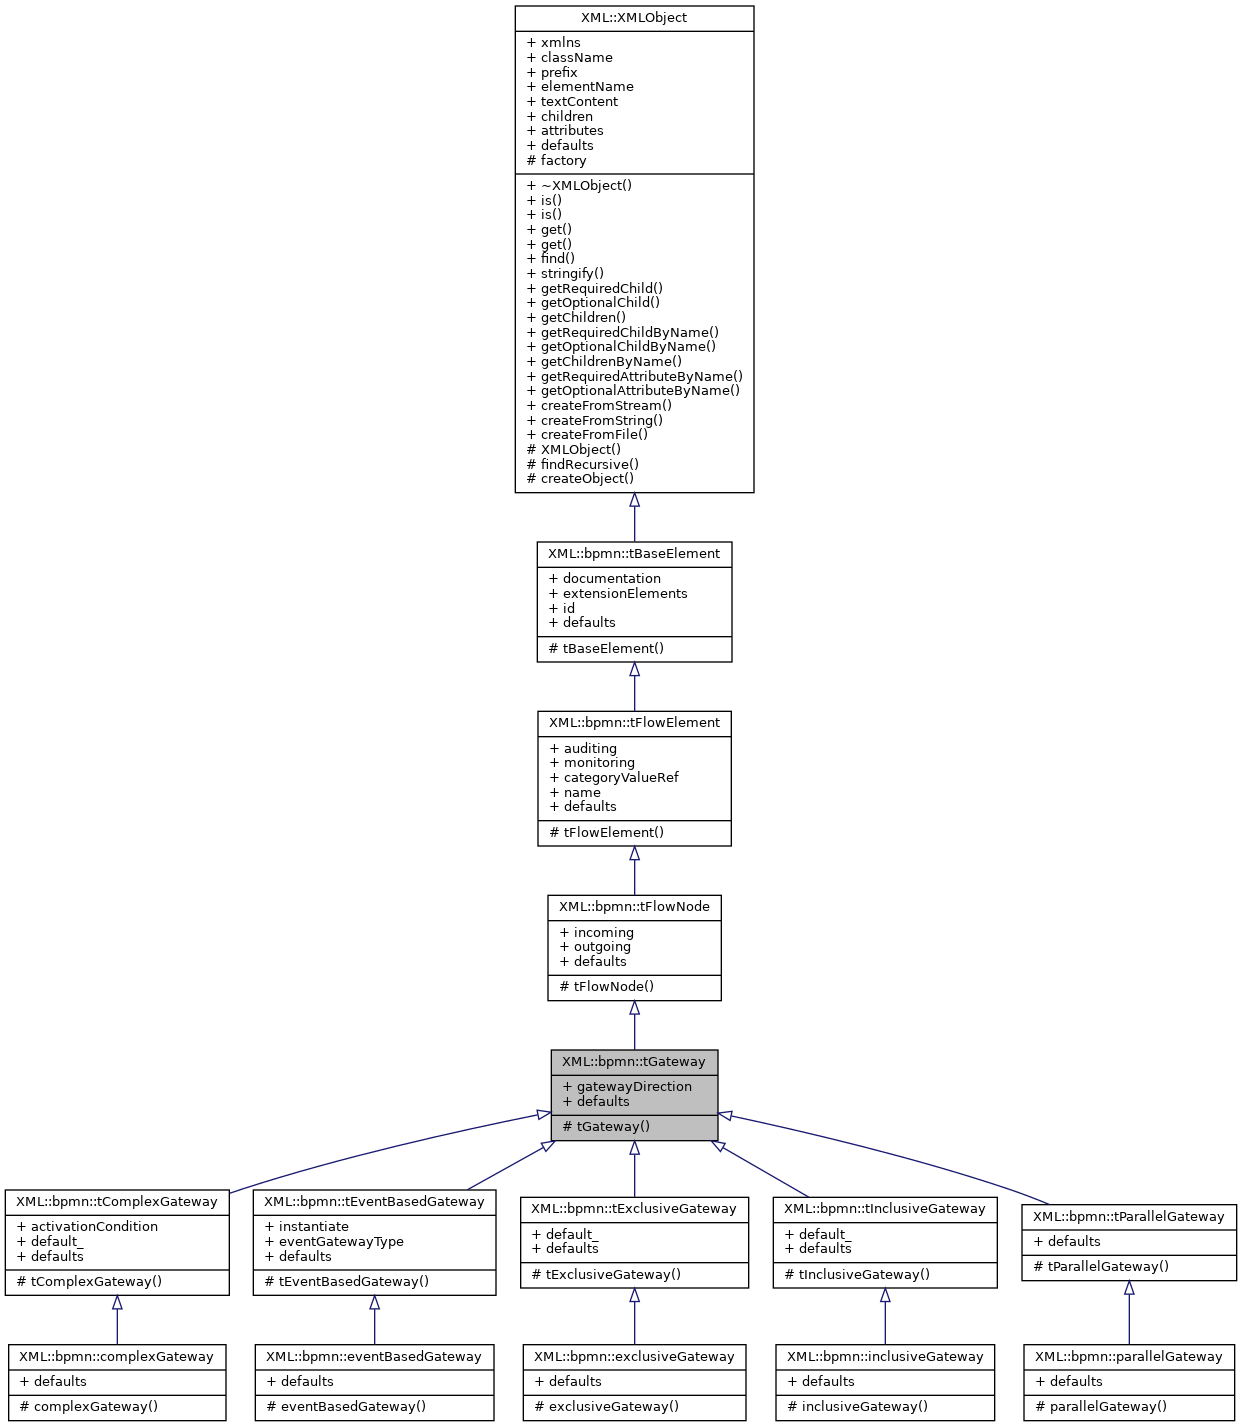 XML::XMLObject
+ xmlns
+ className
+ prefix
+ elementName
+ textContent
+ children
+ attributes
+ defaults
# factory
+ ~XMLObject()
+ is()
+ is()
+ get()
+ get()
+ find()
+ stringify()
+ getRequiredChild()
+ getOptionalChild()
+ getChildren()
+ getRequiredChildByName()
+ getOptionalChildByName()
+ getChildrenByName()
+ getRequiredAttributeByName()
+ getOptionalAttributeByName()
+ createFromStream()
+ createFromString()
+ createFromFile()
# XMLObject()
# findRecursive()
# createObject()
XML::bpmn::tBaseElement
+ documentation
+ extensionElements
+ id
+ defaults
# tBaseElement()
XML::bpmn::tFlowElement
+ auditing
+ monitoring
+ categoryValueRef
+ name
+ defaults
# tFlowElement()
XML::bpmn::tFlowNode
+ incoming
+ outgoing
+ defaults
# tFlowNode()
XML::bpmn::tGateway
+ gatewayDirection
+ defaults
# tGateway()
XML::bpmn::tComplexGateway
+ activationCondition
+ default_
+ defaults
# tComplexGateway()
XML::bpmn::tEventBasedGateway
+ instantiate
+ eventGatewayType
+ defaults
# tEventBasedGateway()
XML::bpmn::tExclusiveGateway
+ default_
+ defaults
# tExclusiveGateway()
XML::bpmn::tInclusiveGateway
+ default_
+ defaults
# tInclusiveGateway()
XML::bpmn::tParallelGateway
+ defaults
# tParallelGateway()
XML::bpmn::complexGateway
+ defaults
# complexGateway()
XML::bpmn::eventBasedGateway
+ defaults
# eventBasedGateway()
XML::bpmn::exclusiveGateway
+ defaults
# exclusiveGateway()
XML::bpmn::inclusiveGateway
+ defaults
# inclusiveGateway()
XML::bpmn::parallelGateway
+ defaults
# parallelGateway()